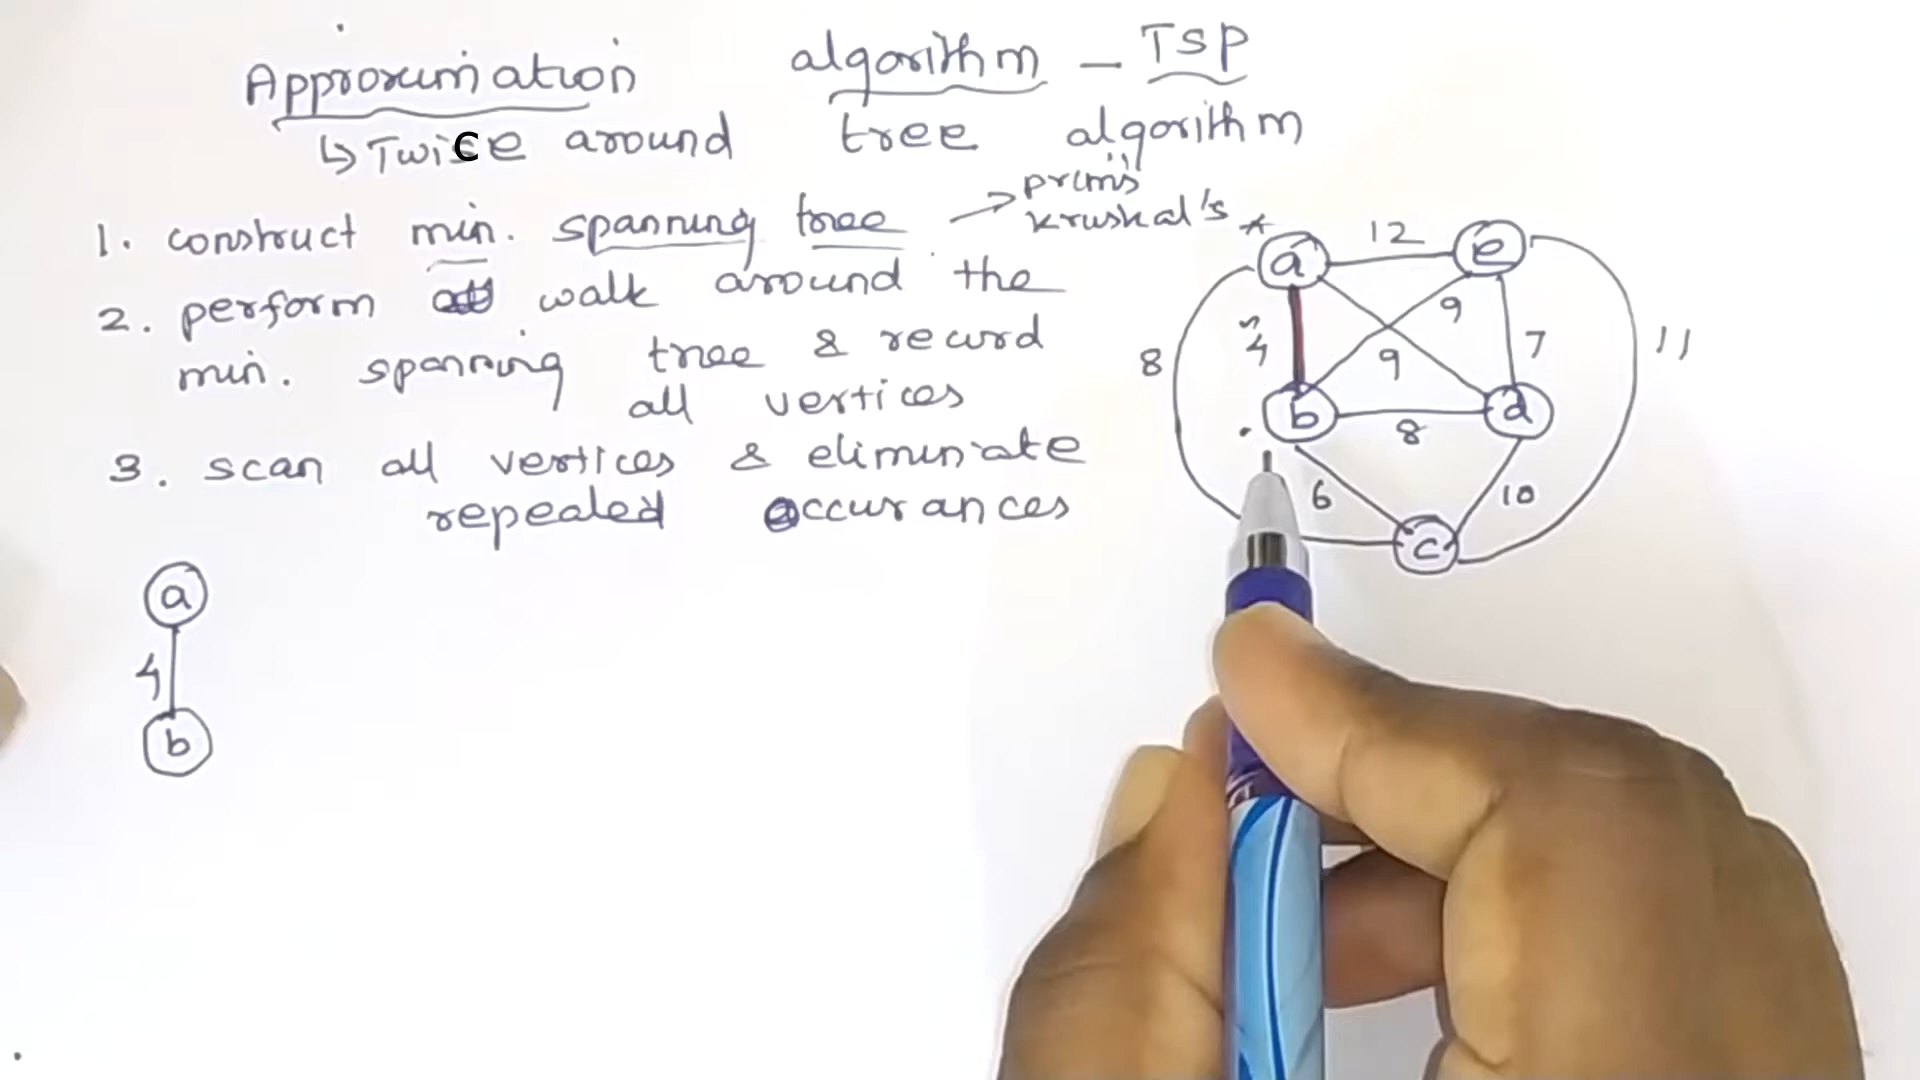 Approximation algorithm - TSP
↳ Twice around tree algorithm
1. construct min. spanning tree → prim's
kruskal's
2. perform walk around the
min. spanning tree & record
all vertices
3. scan all vertices & eliminate
repeated occurances
a 12 e
8 4 9 9 7 11
b 8 d
6 10
c
a
4
b